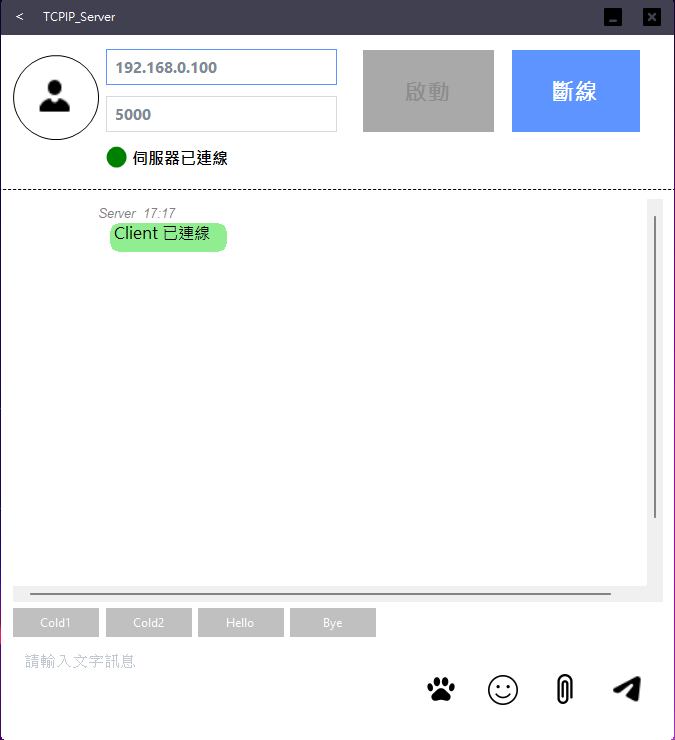 < TCPIP_Server
192.168.0.100
5000
啟動
斷線
伺服器已連線
Server 17:17
Client 已連線
Cold1 Cold2 Hello Bye
請輸入文字訊息